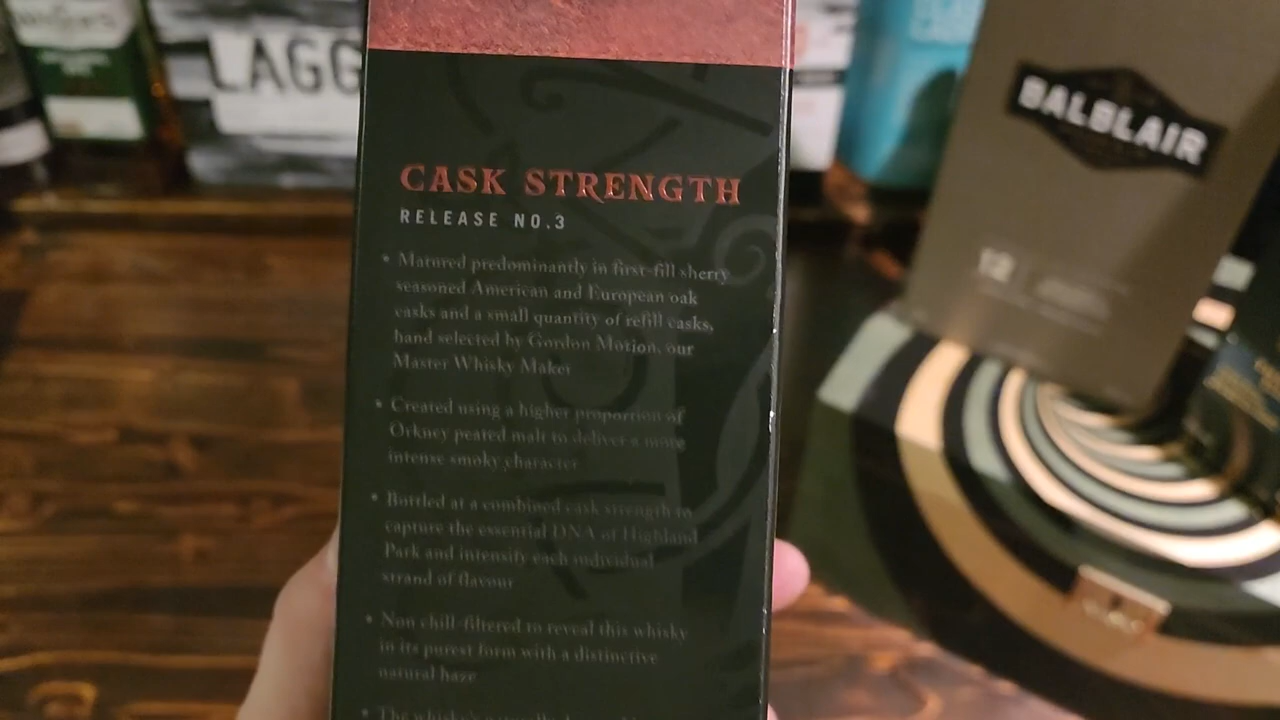 LAGG
BALBLAIR
12
CASK STRENGTH
RELEASE NO.3
• Matured predominantly in first-fill sherry
seasoned American and European oak
casks and a small quantity of refill casks,
hand selected by Gordon Motion, our
Master Whisky Maker
• Created using a higher proportion of
Orkney peated malt to deliver a more
intense smoky character
• Bottled at a combined cask strength to
capture the essential DNA of Highland
Park and intensify each individual
strand of flavour
• Non chill-filtered to reveal this whisky
in its purest form with a distinctive
natural haze
• The whisky's naturally